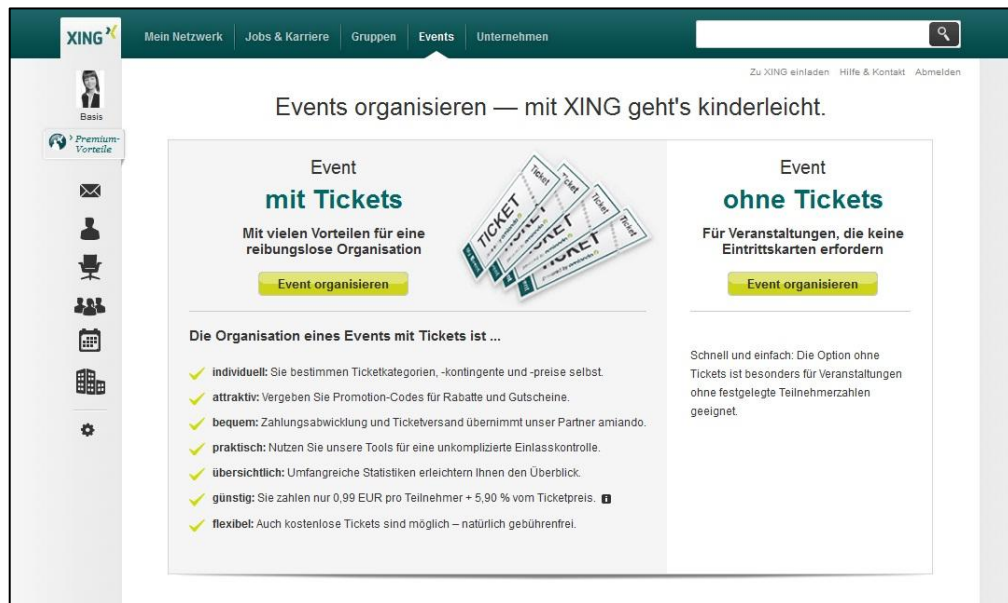 XING
Mein Netzwerk Jobs & Karriere Gruppen Events Unternehmen
Zu XING einladen Hilfe & Kontakt Abmelden
Basis
Premium-
Vorteile
Events organisieren — mit XING geht's kinderleicht.
Event
mit Tickets
Mit vielen Vorteilen für eine
reibungslose Organisation
Event organisieren
Ticket
Ticket
Ticket
Ticket
TICKET
TICKET
TICKET
TICKET
Die Organisation eines Events mit Tickets ist ...
individuell: Sie bestimmen Ticketkategorien, -kontingente und -preise selbst.
attraktiv: Vergeben Sie Promotion-Codes für Rabatte und Gutscheine.
bequem: Zahlungsabwicklung und Ticketversand übernimmt unser Partner amiando.
praktisch: Nutzen Sie unsere Tools für eine unkomplizierte Einlasskontrolle.
übersichtlich: Umfangreiche Statistiken erleichtern Ihnen den Überblick.
günstig: Sie zahlen nur 0,99 EUR pro Teilnehmer + 5,90 % vom Ticketpreis.
flexibel: Auch kostenlose Tickets sind möglich – natürlich gebührenfrei.
Event
ohne Tickets
Für Veranstaltungen, die keine
Eintrittskarten erfordern
Event organisieren
Schnell und einfach: Die Option ohne
Tickets ist besonders für Veranstaltungen
ohne festgelegte Teilnehmerzahlen
geeignet.